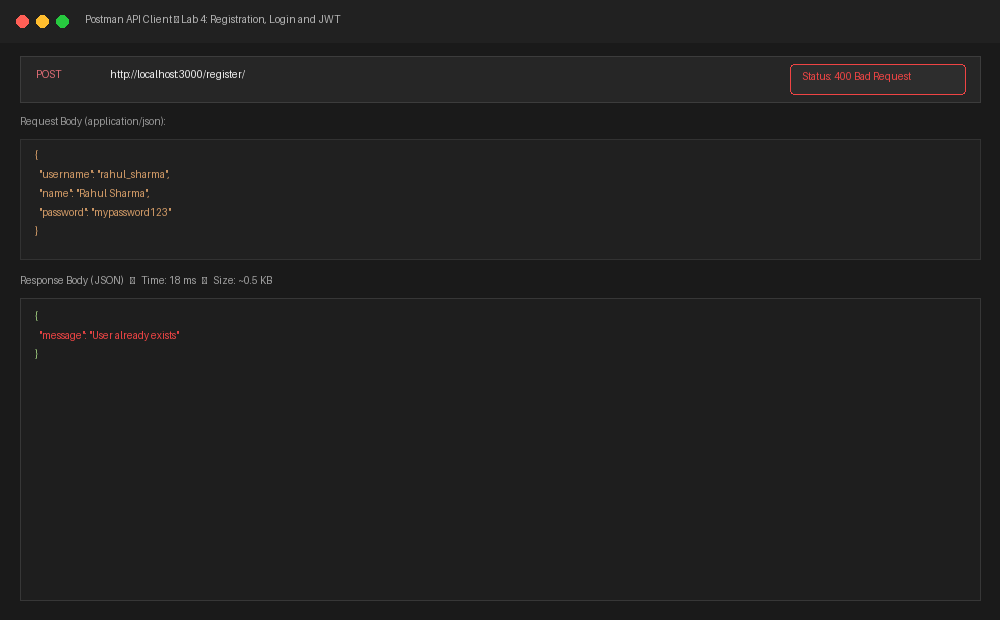 Postman API Client ▯ Lab 4: Registration, Login and JWT
POST http://localhost:3000/register/ Status: 400 Bad Request
Request Body (application/json):
{
"username": "rahul_sharma",
"name": "Rahul Sharma",
"password": "mypassword123"
}
Response Body (JSON) ▯ Time: 18 ms ▯ Size: ~0.5 KB
{
"message": "User already exists"
}